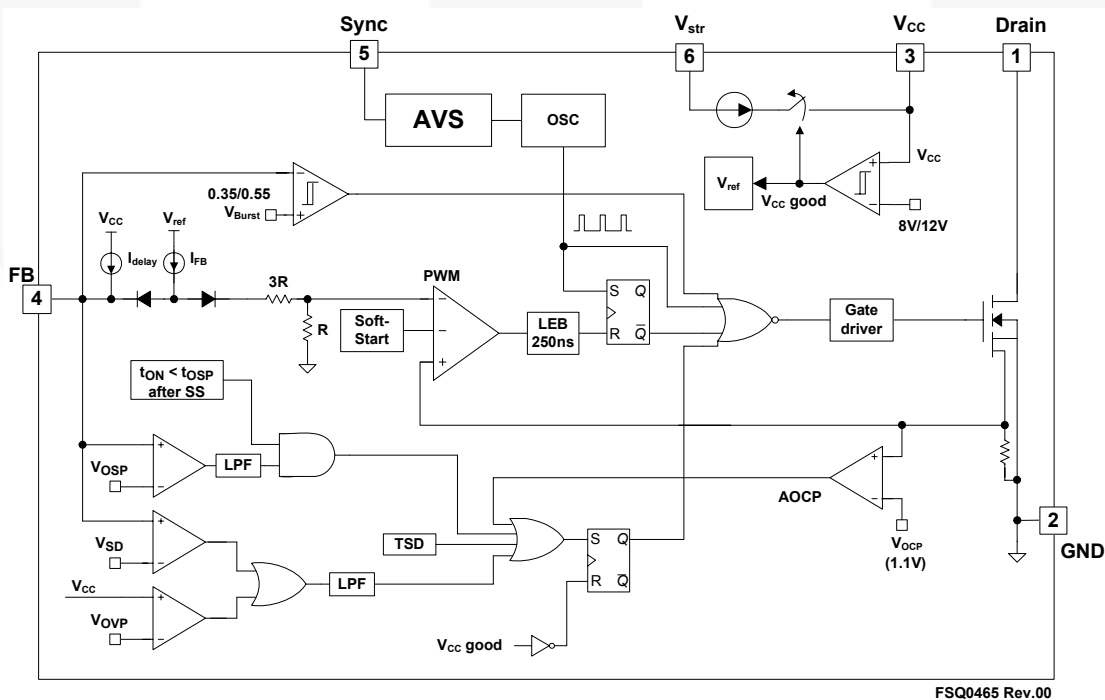 Sync
Vstr
VCC
Drain
5
6
3
1
AVS
OSC
VCC
Vref
VCC good
8V/12V
0.35/0.55
VBurst
VCC
Vref
Idelay
IFB
FB
4
3R
R
PWM
Soft-
Start
LEB
250ns
S Q
R Q
Gate
driver
tON < tOSP
after SS
VOSP
LPF
AOCP
VOCP
(1.1V)
2
GND
VSD
TSD
S Q
R Q
LPF
VCC
VOVP
VCC good
FSQ0465 Rev.00